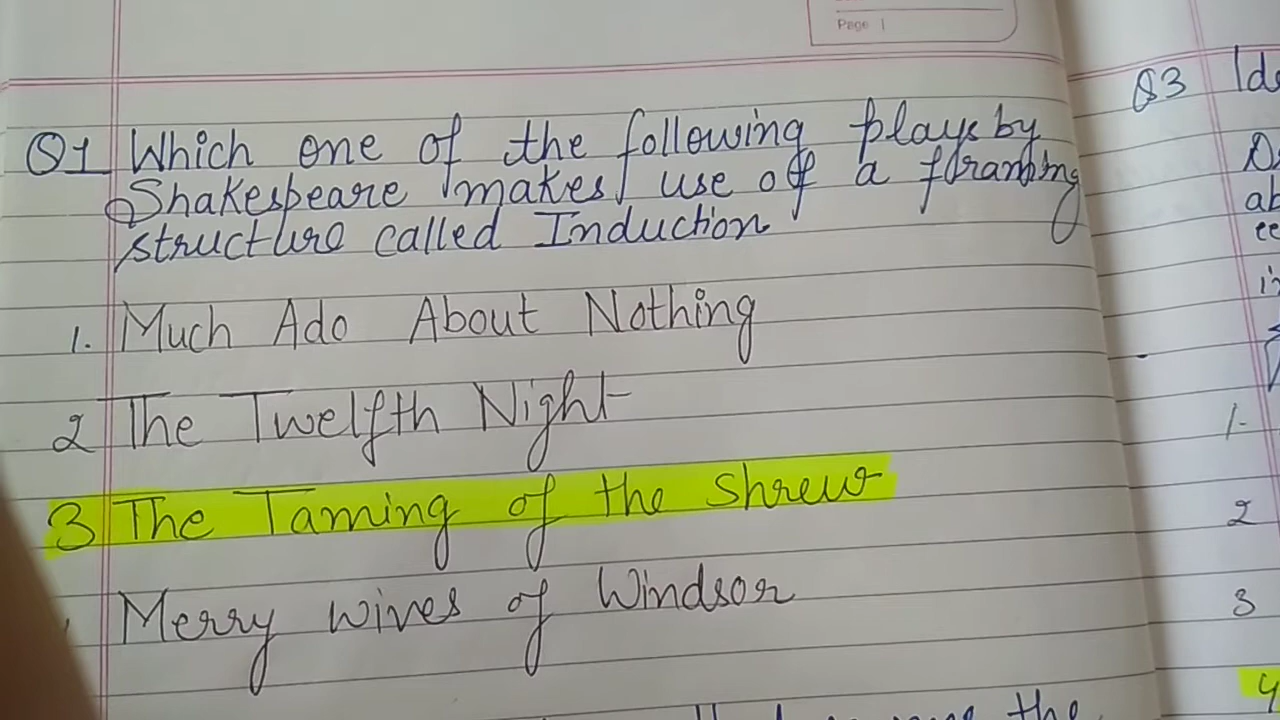 Page 1
Q1 Which one of the following plays by
Shakespeare makes use of a framing
structure called Induction
1. Much Ado About Nothing
2 The Twelfth Night
3 The Taming of the Shrew
Merry wives of Windsor
the
Q3
1.
2
3
4